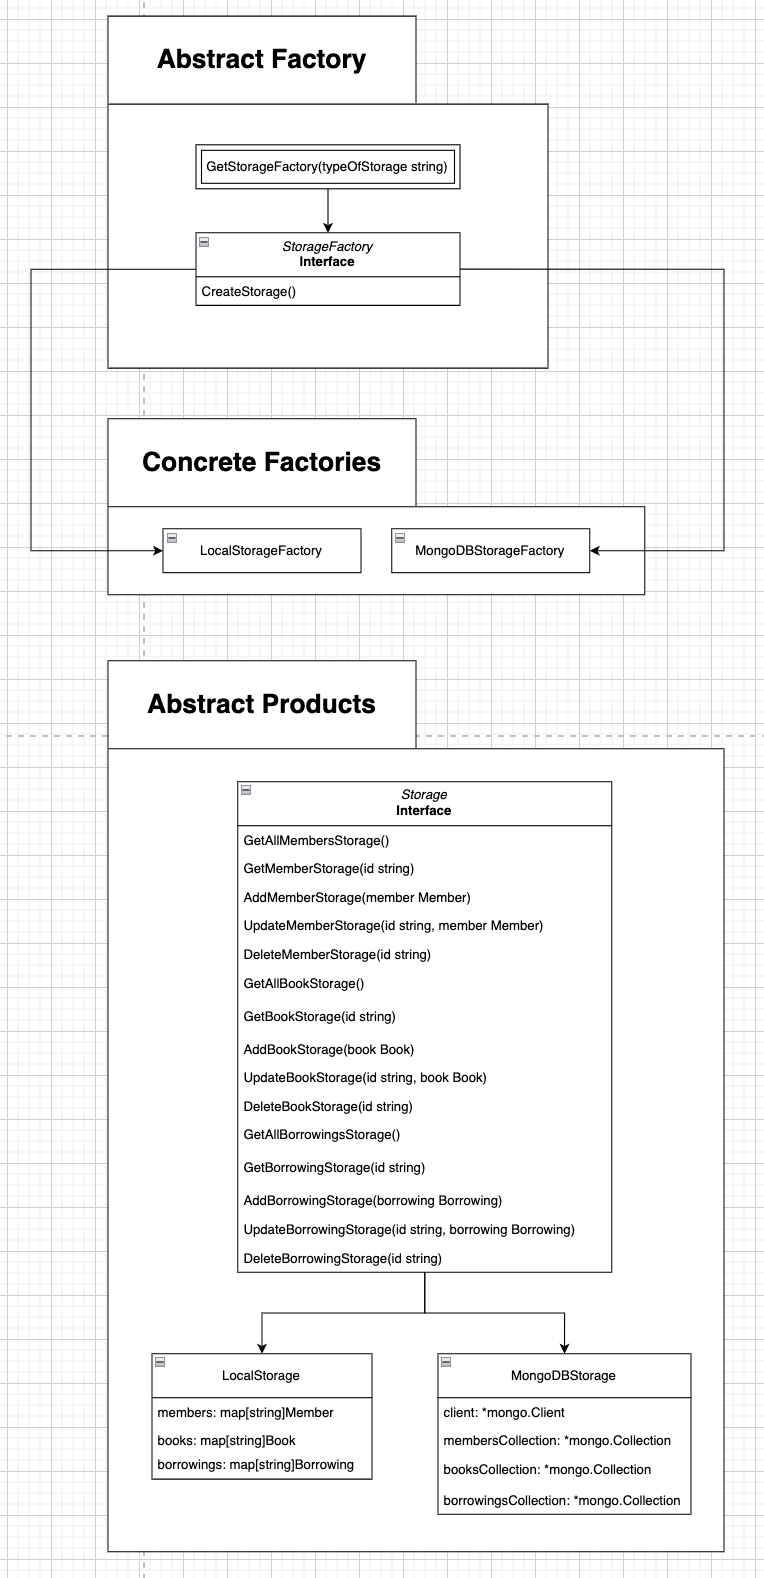 Abstract Factory
GetStorageFactory(typeOfStorage string)
StorageFactory
Interface
CreateStorage()
Concrete Factories
LocalStorageFactory
MongoDBStorageFactory
Abstract Products
Storage
Interface
GetAllMembersStorage()
GetMemberStorage(id string)
AddMemberStorage(member Member)
UpdateMemberStorage(id string, member Member)
DeleteMemberStorage(id string)
GetAllBookStorage()
GetBookStorage(id string)
AddBookStorage(book Book)
UpdateBookStorage(id string, book Book)
DeleteBookStorage(id string)
GetAllBorrowingsStorage()
GetBorrowingStorage(id string)
AddBorrowingStorage(borrowing Borrowing)
UpdateBorrowingStorage(id string, borrowing Borrowing)
DeleteBorrowingStorage(id string)
LocalStorage
members: map[string]Member
books: map[string]Book
borrowings: map[string]Borrowing
MongoDBStorage
client: *mongo.Client
membersCollection: *mongo.Collection
booksCollection: *mongo.Collection
borrowingsCollection: *mongo.Collection